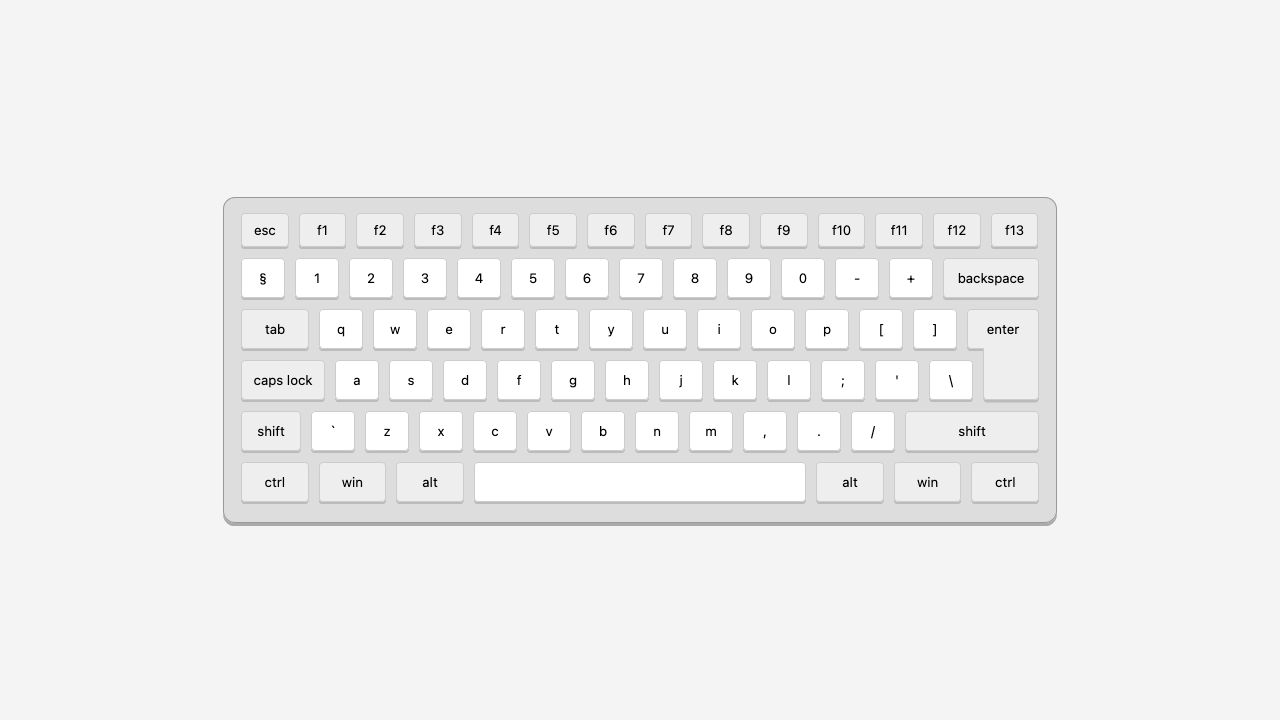 esc f1 f2 f3 f4 f5 f6 f7 f8 f9 f10 f11 f12 f13
§ 1 2 3 4 5 6 7 8 9 0 - + backspace
tab q w e r t y u i o p [ ] enter
caps lock a s d f g h j k l ; ' \
shift ` z x c v b n m , . / shift
ctrl win alt alt win ctrl